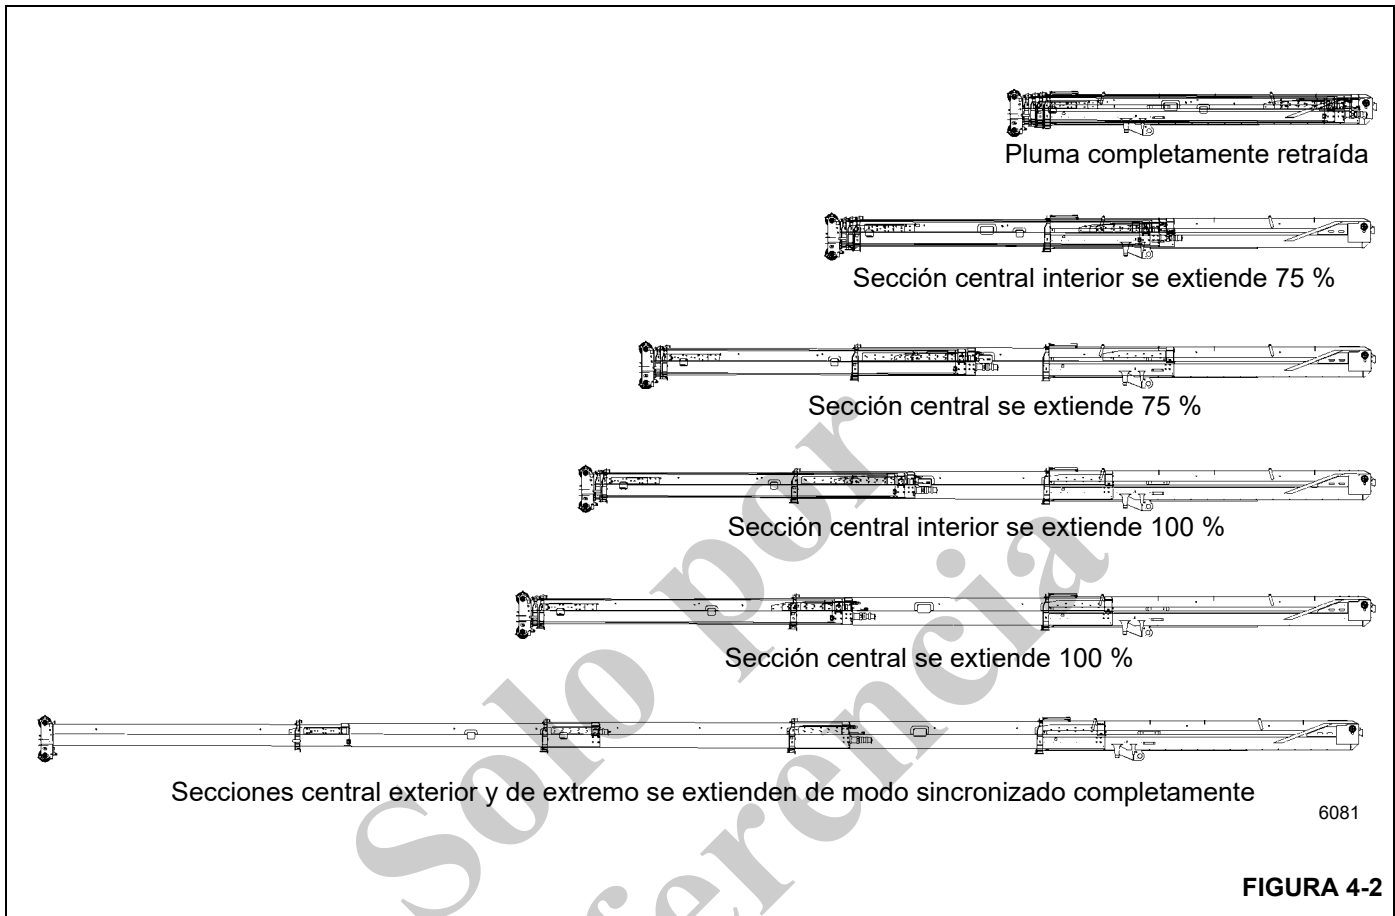 Pluma completamente retraída
Sección central interior se extiende 75 %
Sección central se extiende 75 %
Sección central interior se extiende 100 %
Sección central se extiende 100 %
Secciones central exterior y de extremo se extienden de modo sincronizado completamente
6081
FIGURA 4-2
Solo por
ferencia